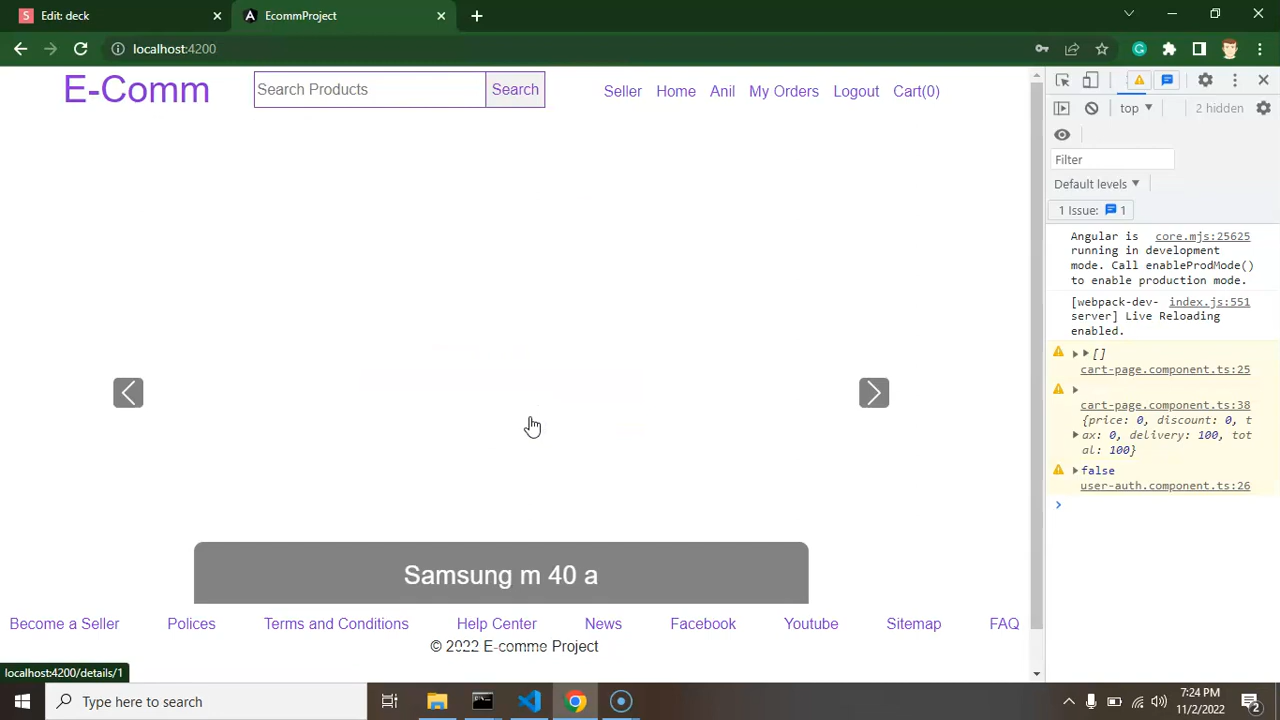 Edit: deck
EcommProject
localhost:4200
E-Comm
Search Products
Search
Seller
Home
Anil
My Orders
Logout
Cart(0)
Samsung m 40 a
Become a Seller
Polices
Terms and Conditions
Help Center
News
Facebook
Youtube
Sitemap
FAQ
© 2022 E-comme Project
localhost:4200/details/1
top
2 hidden
Filter
Default levels
1 Issue:
1
Angular is core.mjs:25625
running in development
mode. Call enableProdMode()
to enable production mode.
[webpack-dev- index.js:551
server] Live Reloading
enabled.
[]
cart-page.component.ts:25
cart-page.component.ts:38
{price: 0, discount: 0, t
ax: 0, delivery: 100, tot
al: 100}
false
user-auth.component.ts:26
Type here to search
7:24 PM
11/2/2022
2